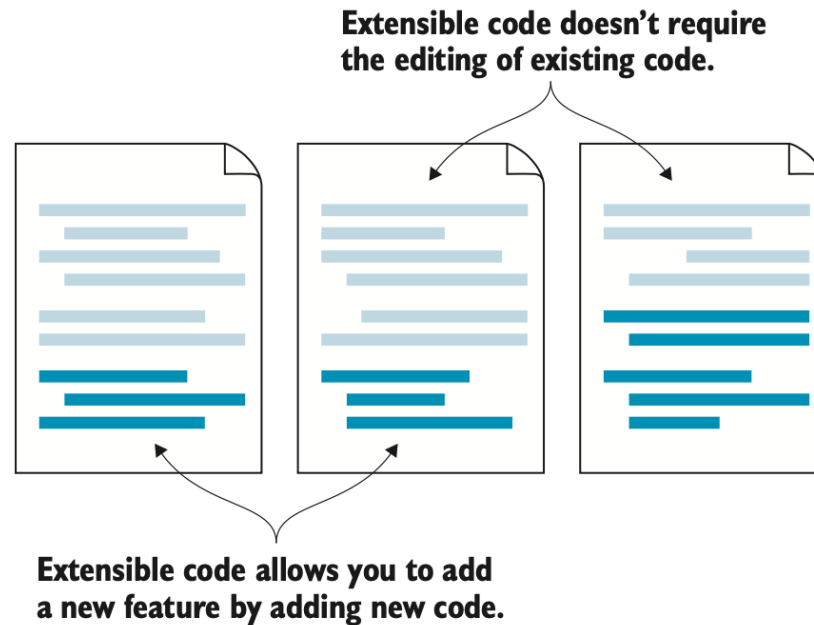 Extensible code doesn’t require
the editing of existing code.
Extensible code allows you to add
a new feature by adding new code.